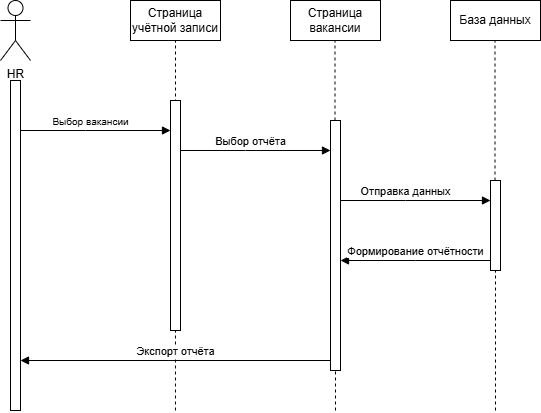 Страница
учётной записи
Страница
вакансии
База данных
HR
Выбор вакансии
Выбор отчёта
Отправка данных
Формирование отчётности
Экспорт отчёта